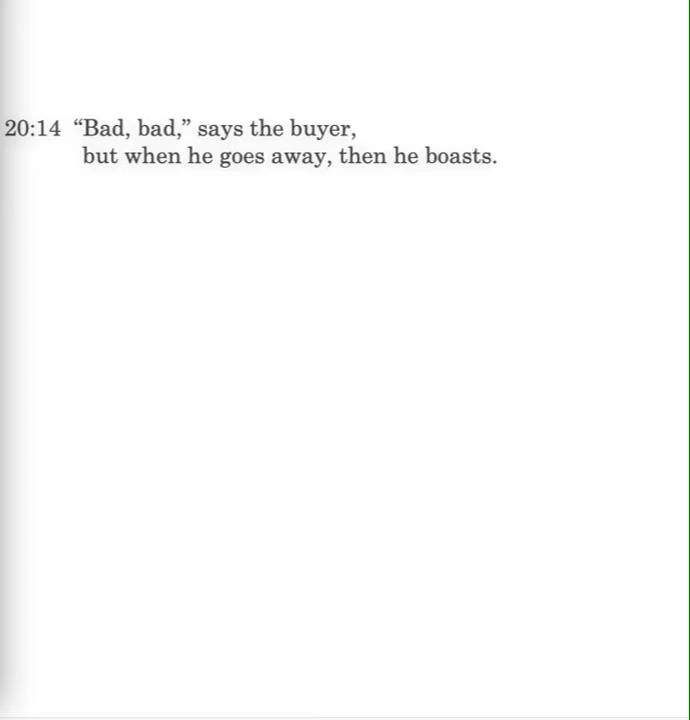 20:14 “Bad, bad,” says the buyer,
but when he goes away, then he boasts.